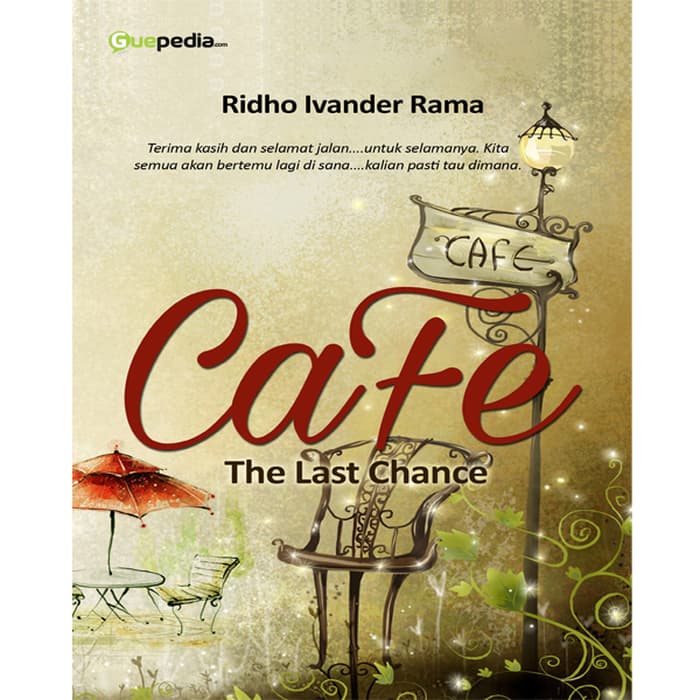 Guepedia.com
Ridho Ivander Rama
Terima kasih dan selamat jalan....untuk selamanya. Kita
semua akan bertemu lagi di sana....kalian pasti tau dimana.
CAFE
CaFe
The Last Chance